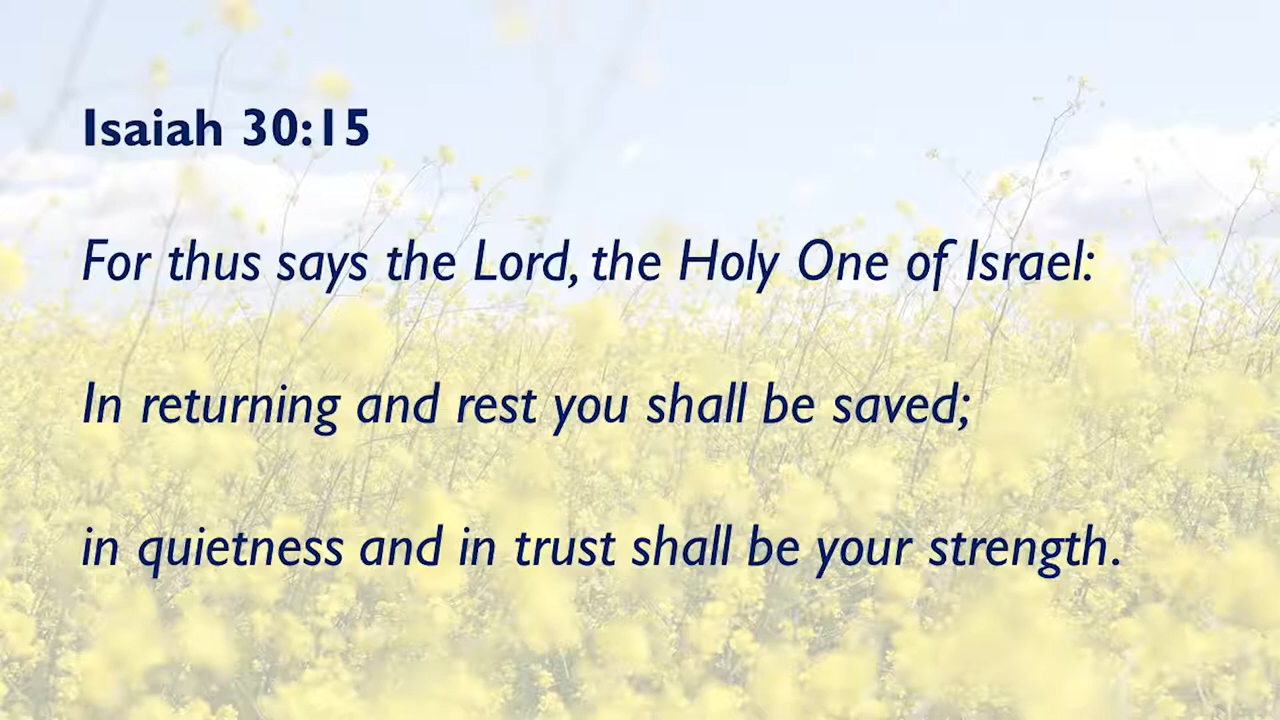 Isaiah 30:15
For thus says the Lord, the Holy One of Israel:
In returning and rest you shall be saved;
in quietness and in trust shall be your strength.